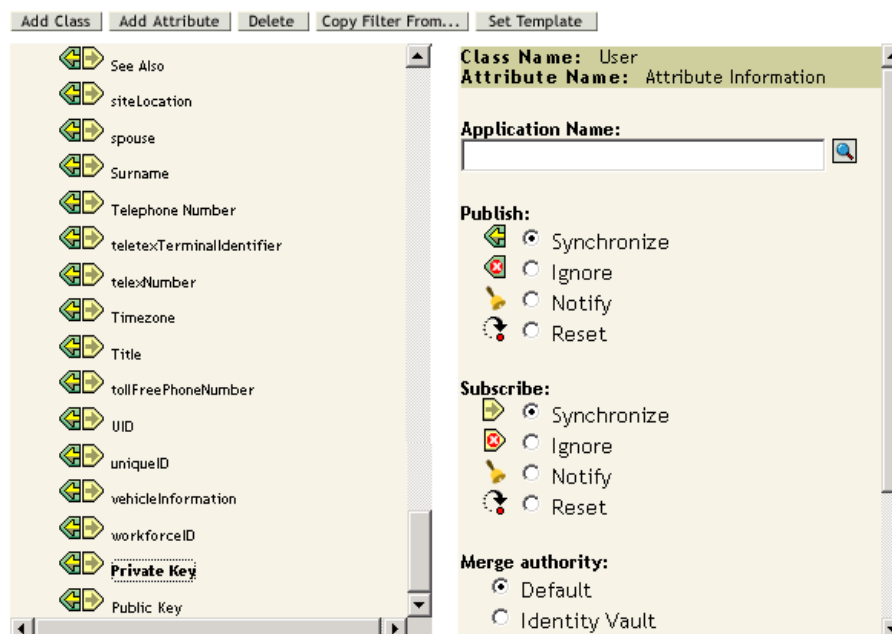 Add Class
Add Attribute
Delete
Copy Filter From...
Set Template
See Also
siteLocation
spouse
Surname
Telephone Number
teletexTerminalIdentifier
telexNumber
Timezone
Title
tollFreePhoneNumber
UID
uniqueID
vehicleInformation
workforceID
Private Key
Public Key
Class Name: User
Attribute Name: Attribute Information
Application Name:
Publish:
Synchronize
Ignore
Notify
Reset
Subscribe:
Synchronize
Ignore
Notify
Reset
Merge authority:
Default
Identity Vault